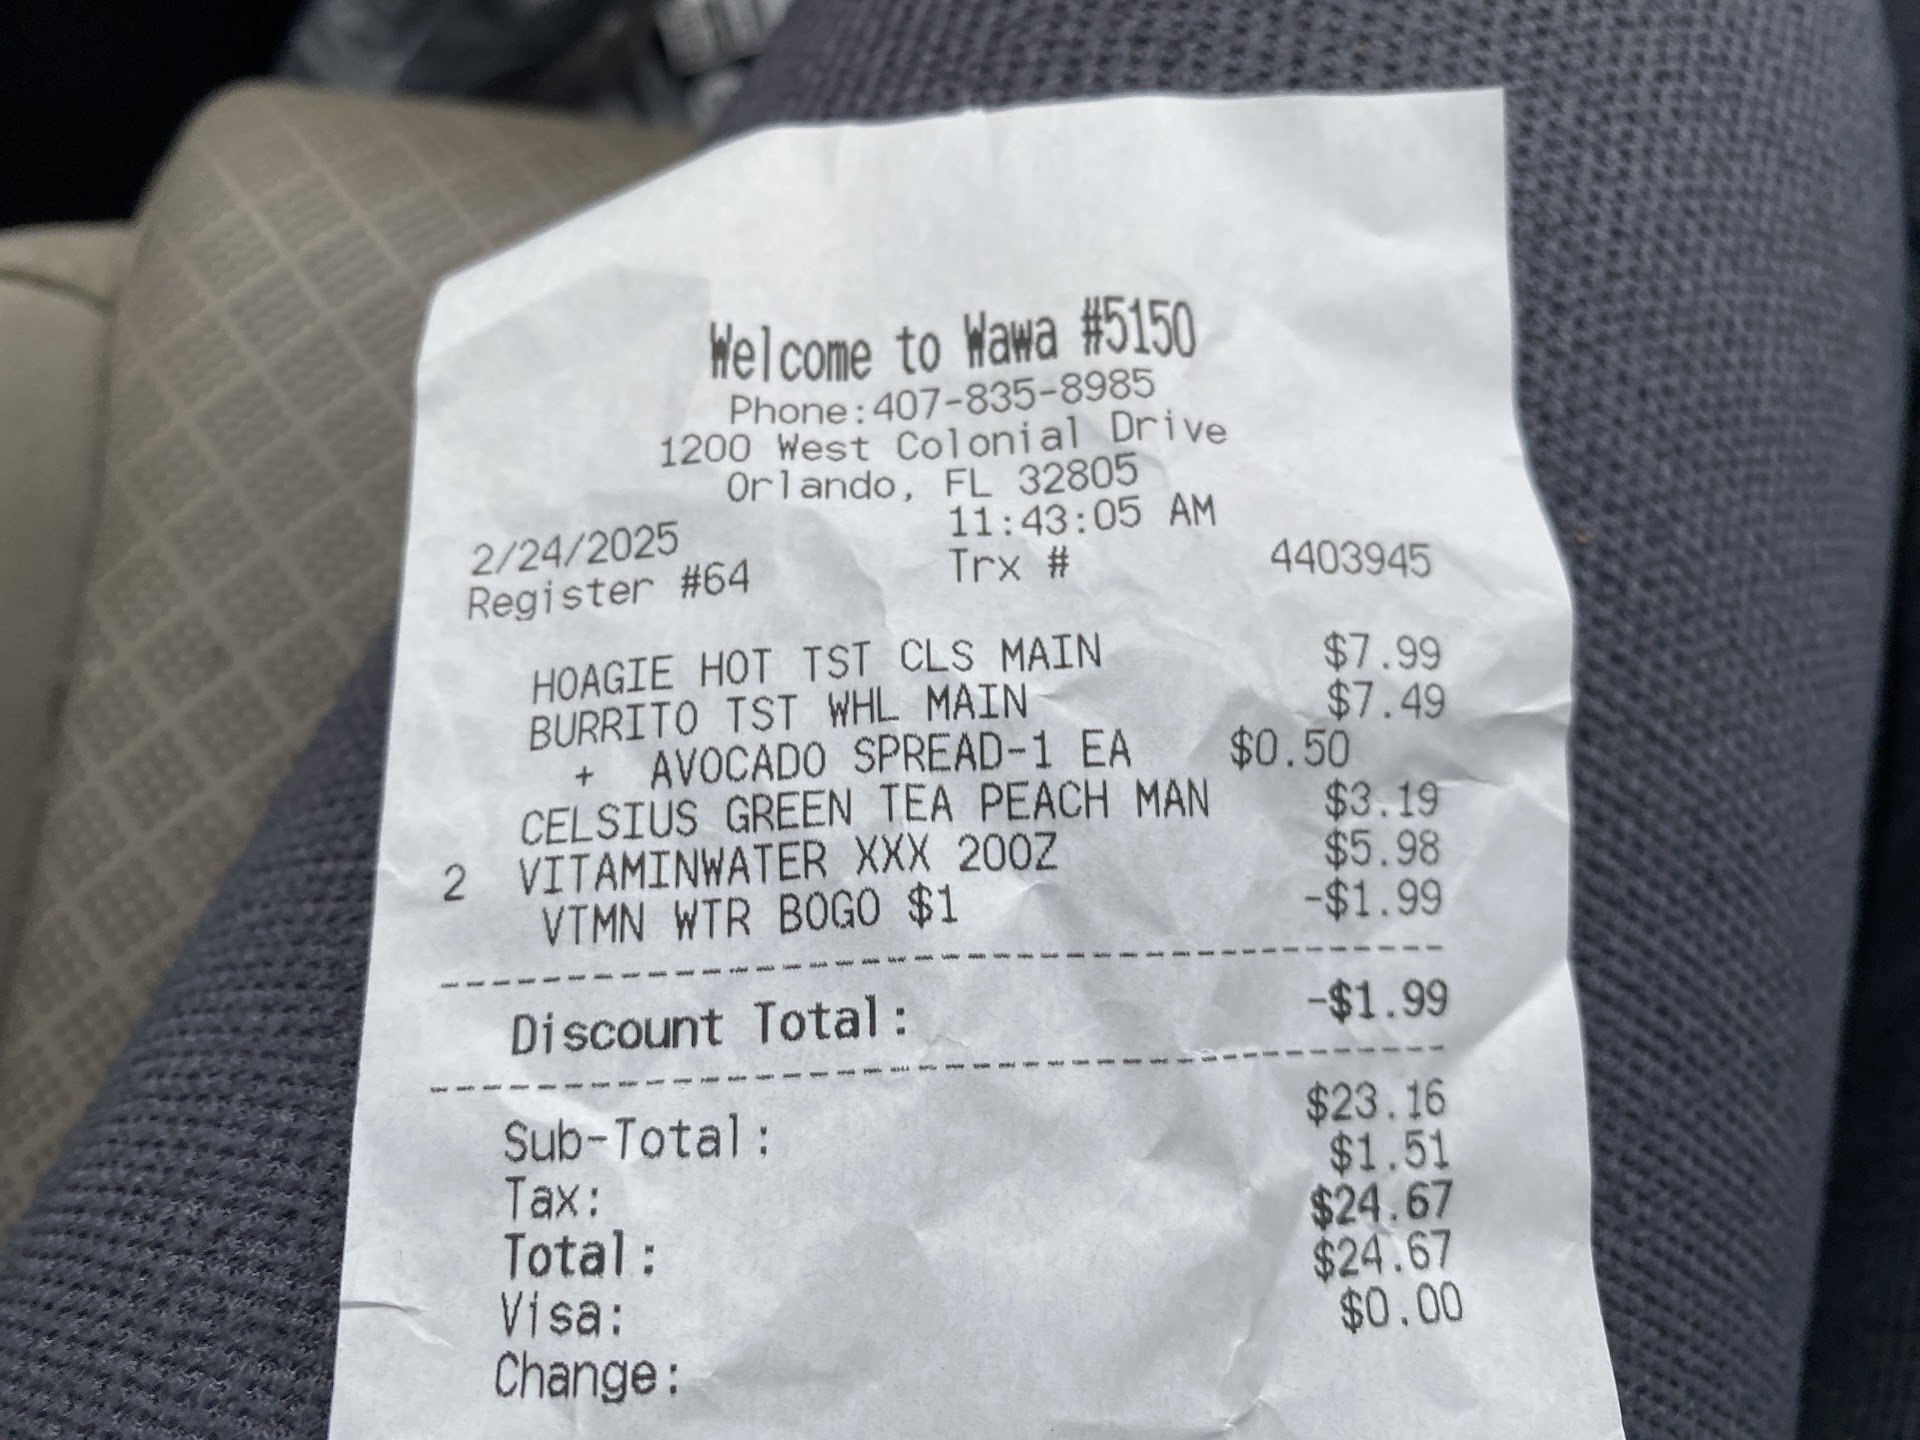 Welcome to Wawa #5150
Phone:407-835-8985
1200 West Colonial Drive
Orlando, FL 32805
2/24/2025 11:43:05 AM
Register #64 Trx # 4403945
HOAGIE HOT TST CLS MAIN $7.99
BURRITO TST WHL MAIN $7.49
+ AVOCADO SPREAD-1 EA $0.50
CELSIUS GREEN TEA PEACH MAN $3.19
2 VITAMINWATER XXX 20OZ $5.98
VTMN WTR BOGO $1 -$1.99
Discount Total: -$1.99
Sub-Total: $23.16
Tax: $1.51
Total: $24.67
Visa: $24.67
Change: $0.00